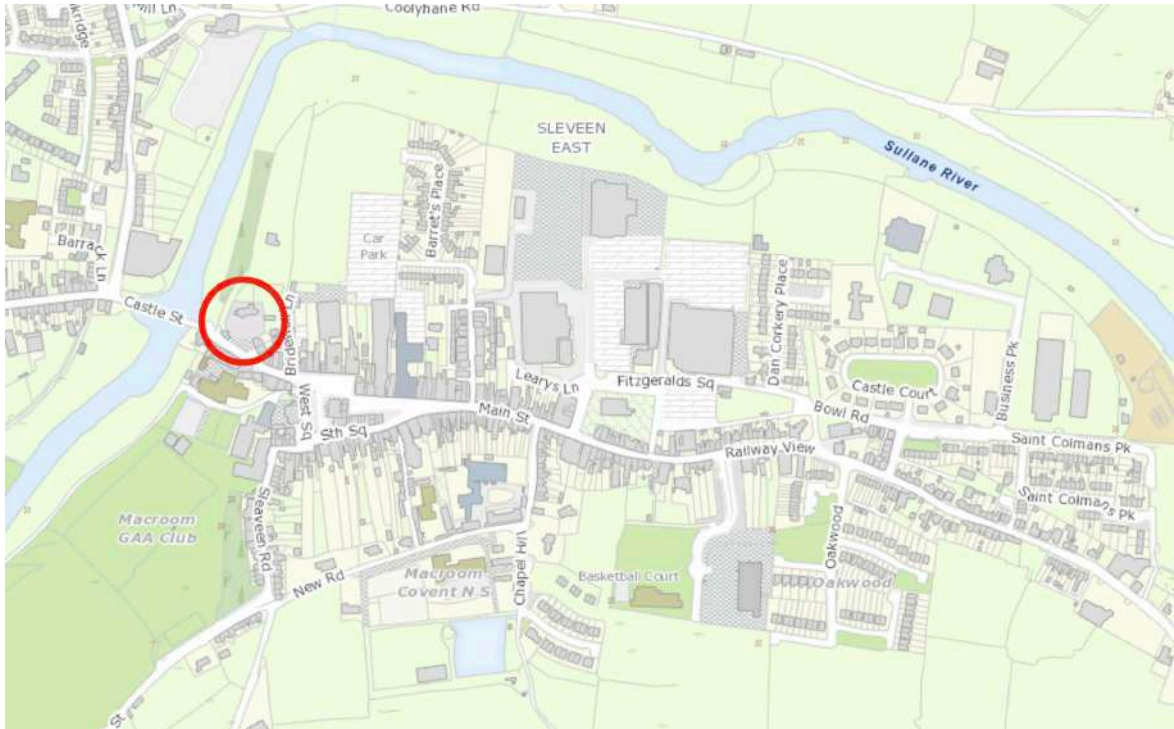 Coolyhane Rd
SLEVEEN
EAST
Sullane River
Barrack Ln
Barret's Place
Car
Park
Castle St
Bridewell Ln
West Sq
Sth Sq
Main St
Learys Ln
Fitzgeralds Sq
Dan Corkery Place
Castle Court
Business Pk
Bowl Rd
Railway View
Saint Colmans Pk
Saint Colmans Pk
Macroom
GAA Club
Sleaveen Rd
New Rd
Macroom
Covent N S
Chapel Hill
Basketball Court
Oakwood
Oakwood
St